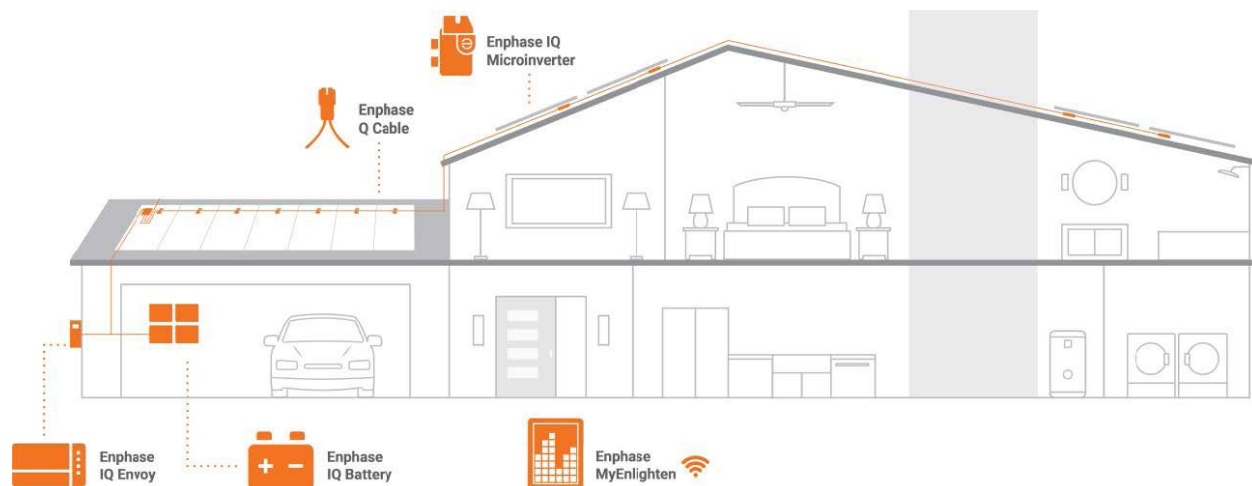 Enphase IQ
Microinverter
Enphase
Q Cable
Enphase
IQ Envoy
Enphase
IQ Battery
Enphase
MyEnlighten